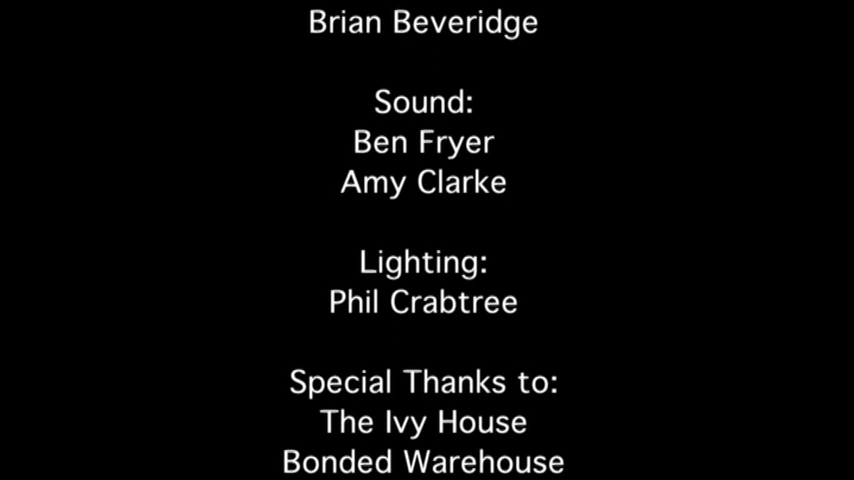 Brian Beveridge
Sound:
Ben Fryer
Amy Clarke
Lighting:
Phil Crabtree
Special Thanks to:
The Ivy House
Bonded Warehouse